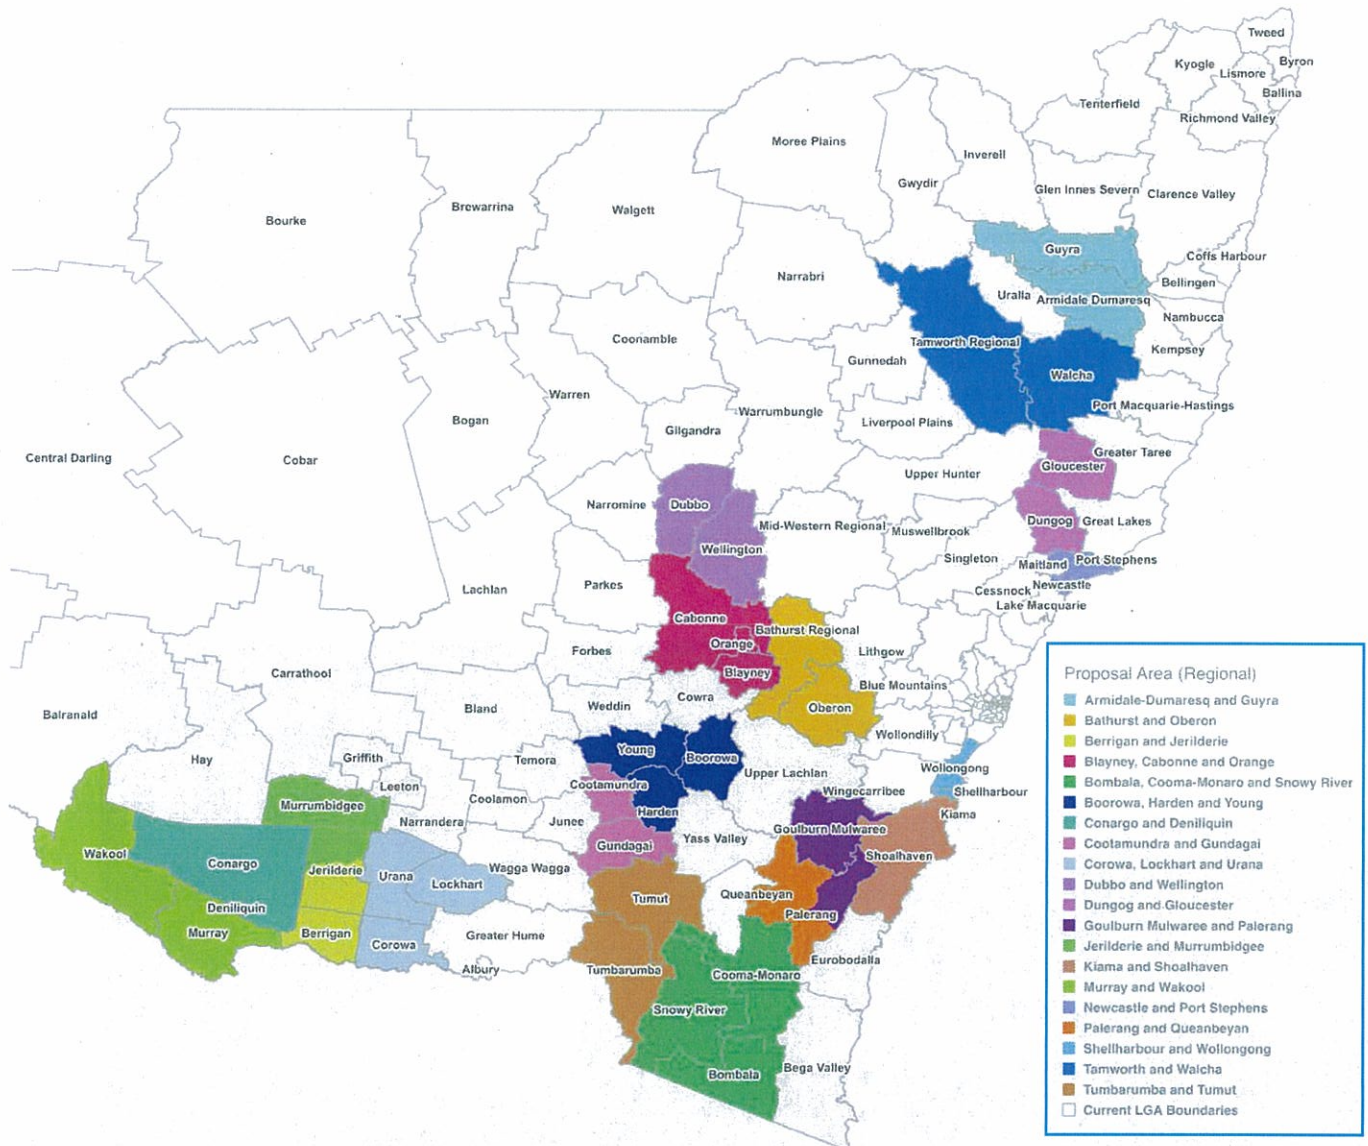 Tweed
Kyogle
Byron
Lismore
Ballina
Tenterfield
Richmond Valley
Moree Plains
Inverell
Gwydir
Glen Innes Severn
Clarence Valley
Bourke
Brewarrina
Walgett
Guyra
Coffs Harbour
Narrabri
Bellingen
Uralla
Armidale Dumaresq
Nambucca
Coonamble
Tamworth Regional
Kempsey
Gunnedah
Walcha
Warren
Port Macquarie-Hastings
Warrumbungle
Bogan
Liverpool Plains
Gilgandra
Greater Taree
Central Darling
Cobar
Gloucester
Upper Hunter
Narromine
Dubbo
Mid-Western Regional
Muswellbrook
Dungog
Great Lakes
Wellington
Singleton
Maitland
Port Stephens
Lachlan
Parkes
Cessnock
Newcastle
Lake Macquarie
Cabonne
Bathurst Regional
Orange
Forbes
Lithgow
Carrathool
Blayney
Blue Mountains
Cowra
Balranald
Bland
Weddin
Oberon
Wollondilly
Hay
Griffith
Temora
Young
Boorowa
Upper Lachlan
Wollongong
Leeton
Cootamundra
Shellharbour
Wingecarribee
Murrumbidgee
Coolamon
Harden
Kiama
Narrandera
Junee
Goulburn Mulwaree
Yass Valley
Gundagai
Wakool
Conargo
Jerilderie
Urana
Lockhart
Wagga Wagga
Shoalhaven
Queanbeyan
Tumut
Deniliquin
Palerang
Murray
Berrigan
Corowa
Greater Hume
Eurobodalla
Albury
Tumbarumba
Cooma-Monaro
Snowy River
Bombala
Bega Valley
Proposal Area (Regional)
Armidale-Dumaresq and Guyra
Bathurst and Oberon
Berrigan and Jerilderie
Blayney, Cabonne and Orange
Bombala, Cooma-Monaro and Snowy River
Boorowa, Harden and Young
Conargo and Deniliquin
Cootamundra and Gundagai
Corowa, Lockhart and Urana
Dubbo and Wellington
Dungog and Gloucester
Goulburn Mulwaree and Palerang
Jerilderie and Murrumbidgee
Kiama and Shoalhaven
Murray and Wakool
Newcastle and Port Stephens
Palerang and Queanbeyan
Shellharbour and Wollongong
Tamworth and Walcha
Tumbarumba and Tumut
Current LGA Boundaries